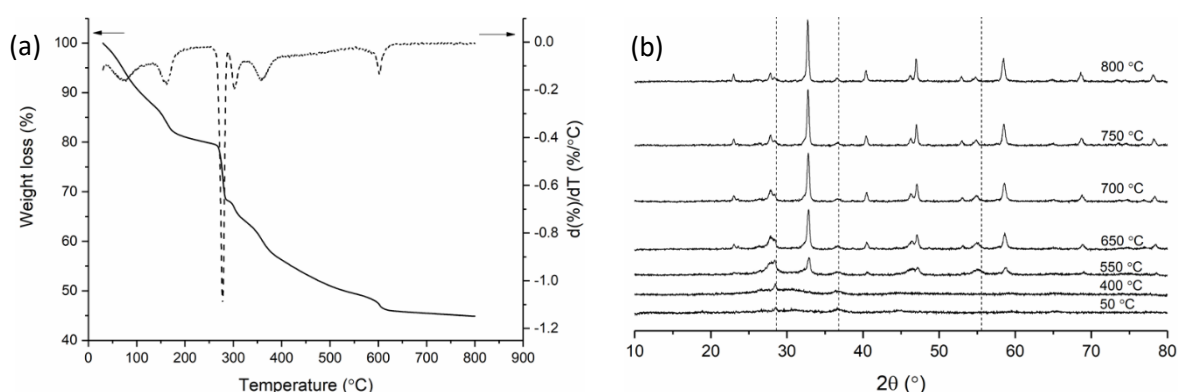 (a)
100
90
80
70
60
50
40
Weight loss (%)
0 100 200 300 400 500 600 700 800 900
Temperature (°C)
0.0
-0.2
-0.4
-0.6
-0.8
-1.0
-1.2
d(%)/dT (%/°C)
(b)
800 °C
750 °C
700 °C
650 °C
550 °C
400 °C
50 °C
10 20 30 40 50 60 70 80
2θ (°)